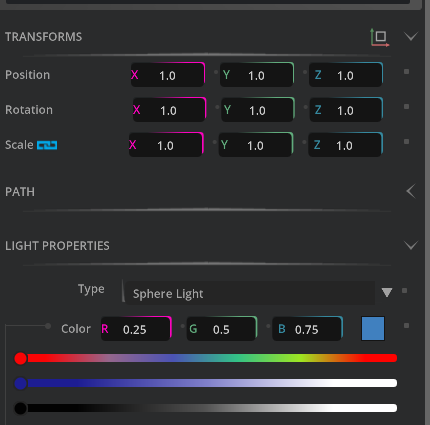 TRANSFORMS
Position X 1.0 Y 1.0 Z 1.0
Rotation X 1.0 Y 1.0 Z 1.0
Scale X 1.0 Y 1.0 Z 1.0
PATH
LIGHT PROPERTIES
Type Sphere Light
Color R 0.25 G 0.5 B 0.75